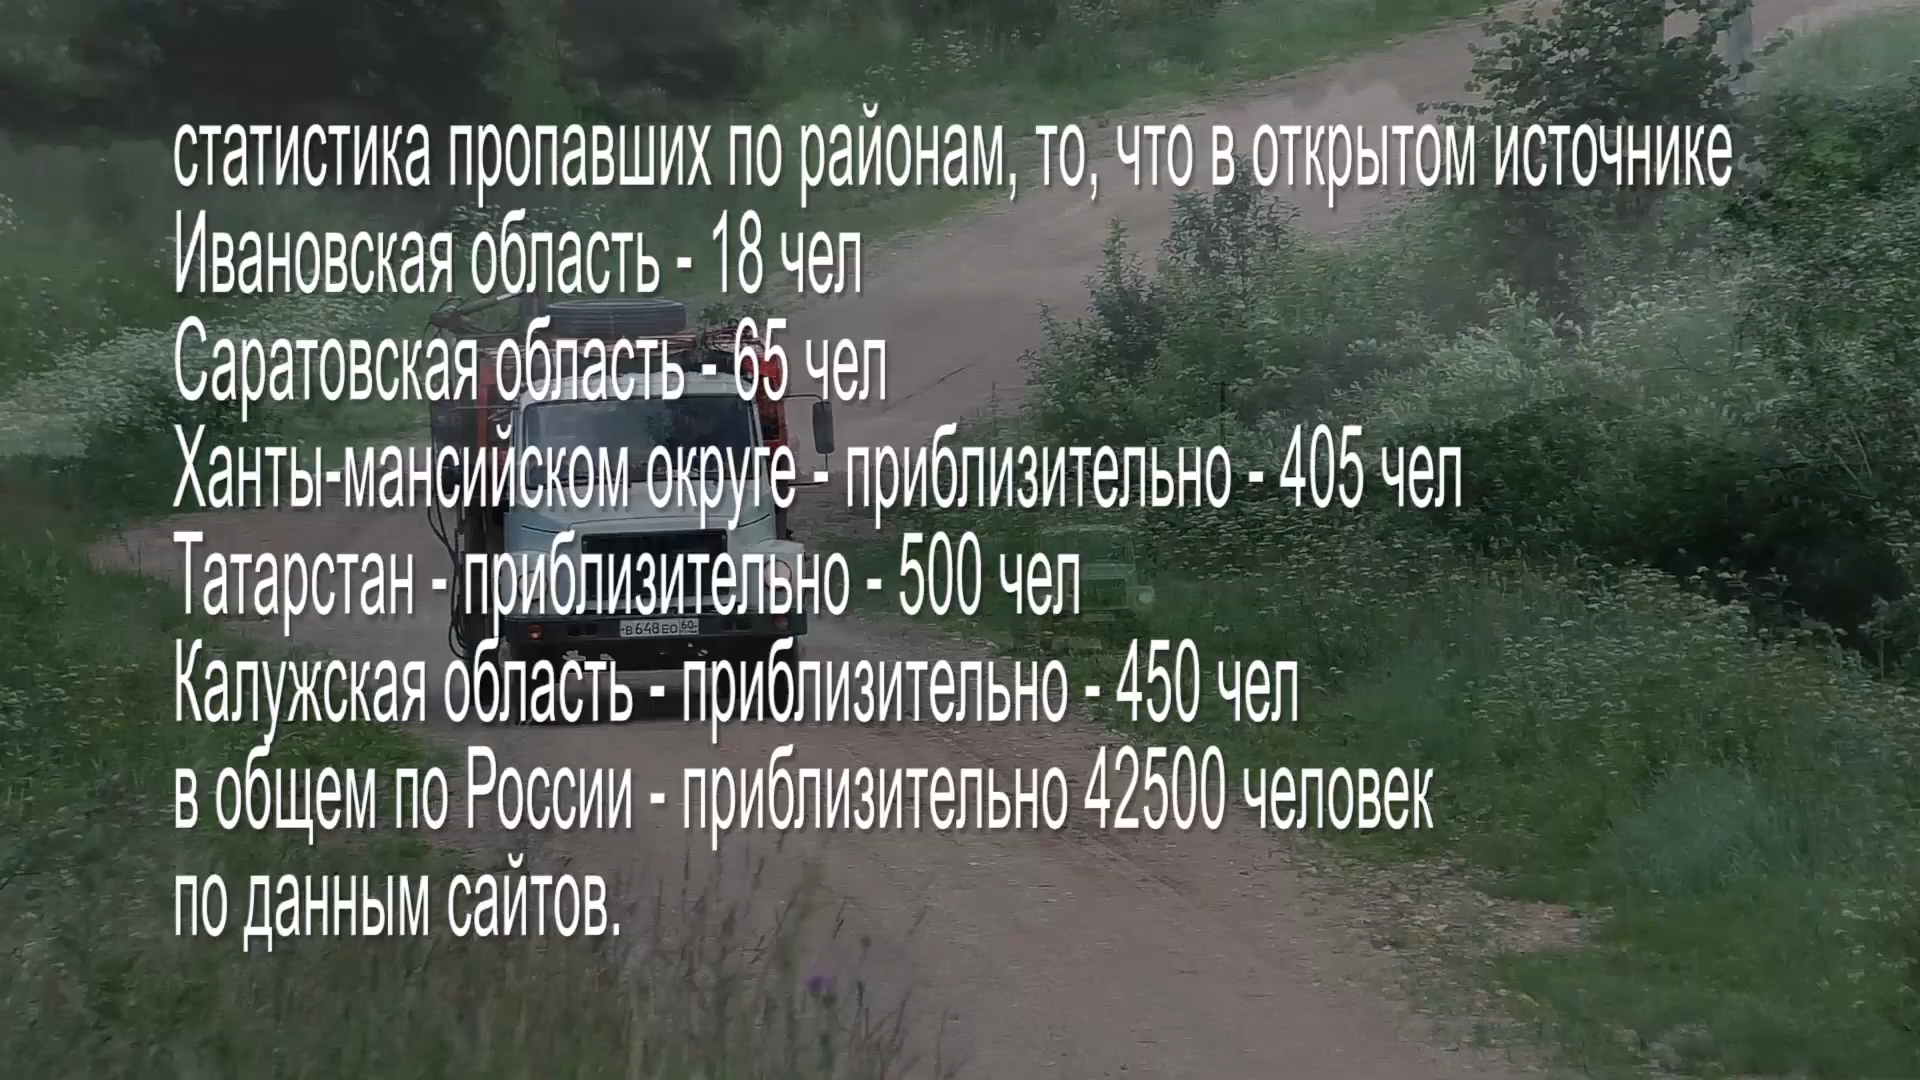 статистика пропавших по районам, то, что в открытом источнике
Ивановская область - 18 чел
Саратовская область - 65 чел
Ханты-мансийском округе - приблизительно - 405 чел
Татарстан - приблизительно - 500 чел
В648ЕО 60
Калужская область - приблизительно - 450 чел
в общем по России - приблизительно 42500 человек
по данным сайтов.